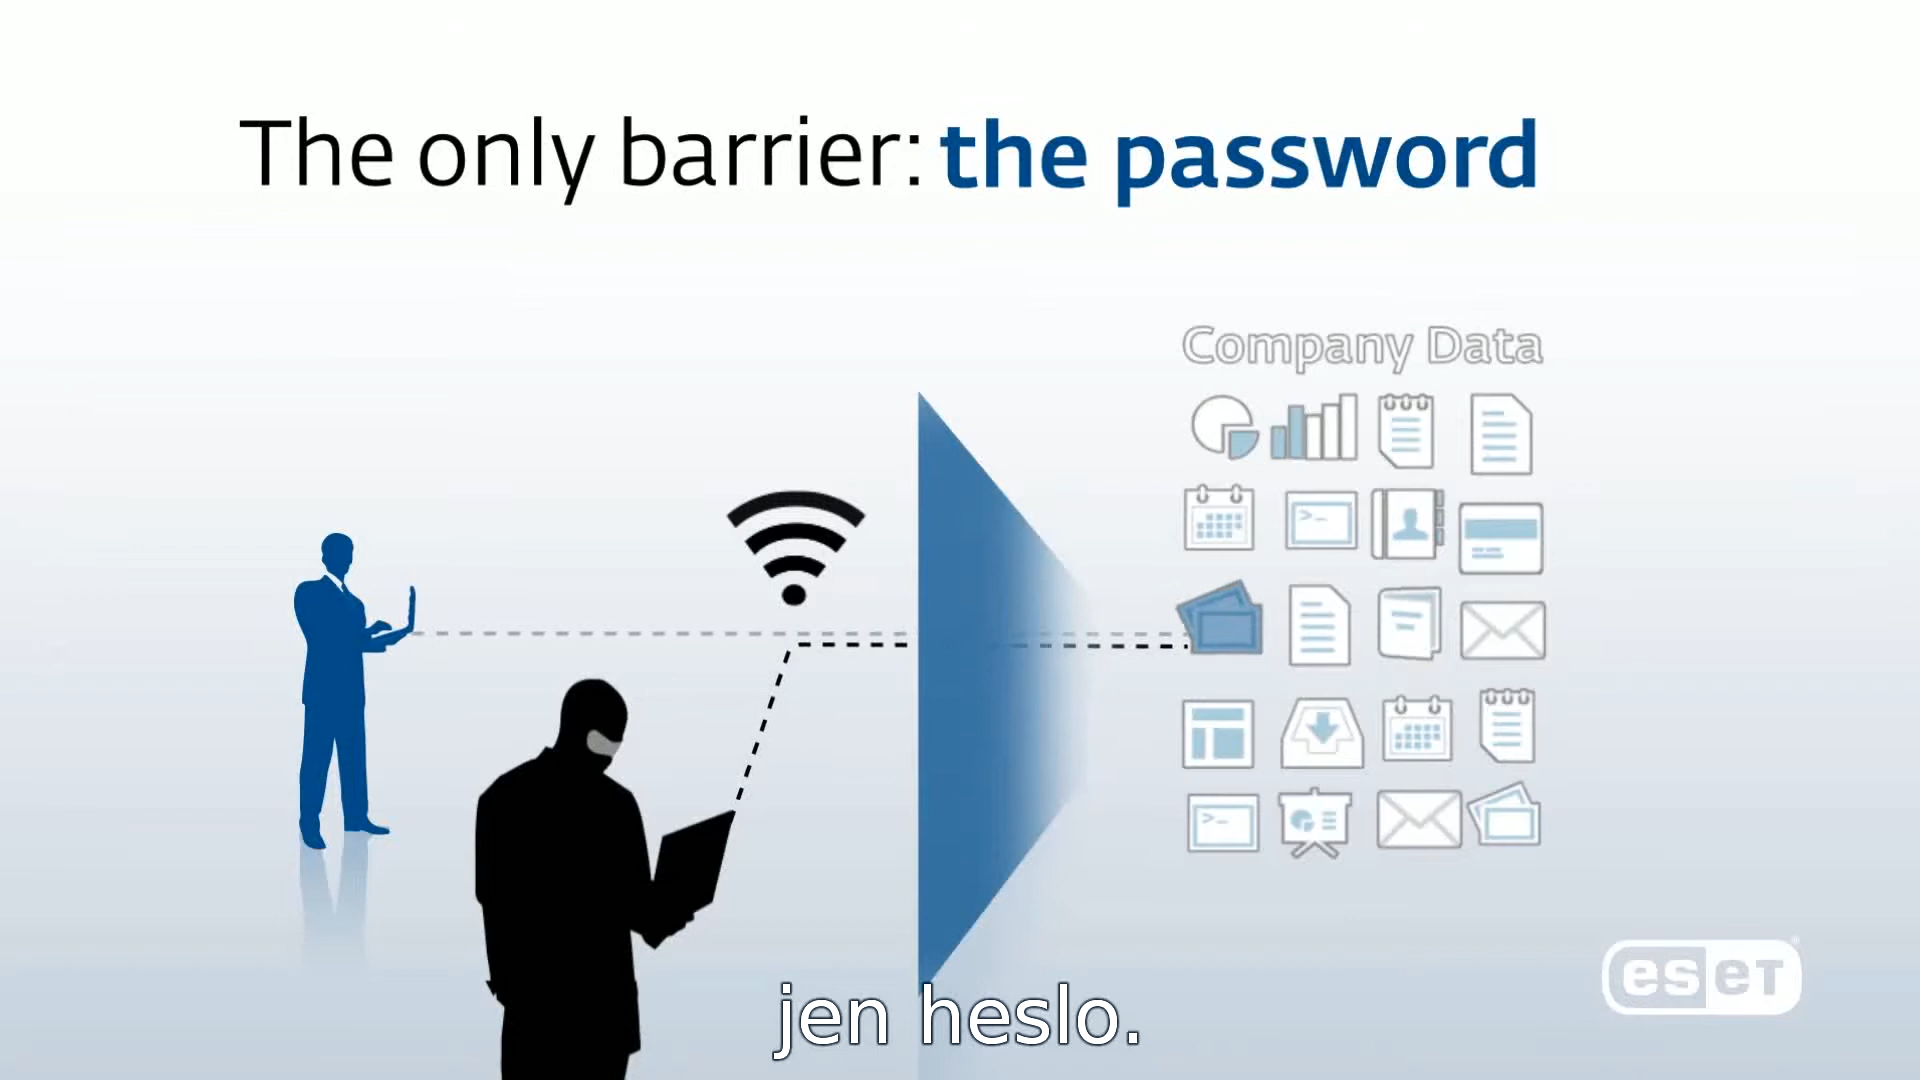 The only barrier: the password
Company Data
>_
>_
eseT®
jen heslo.